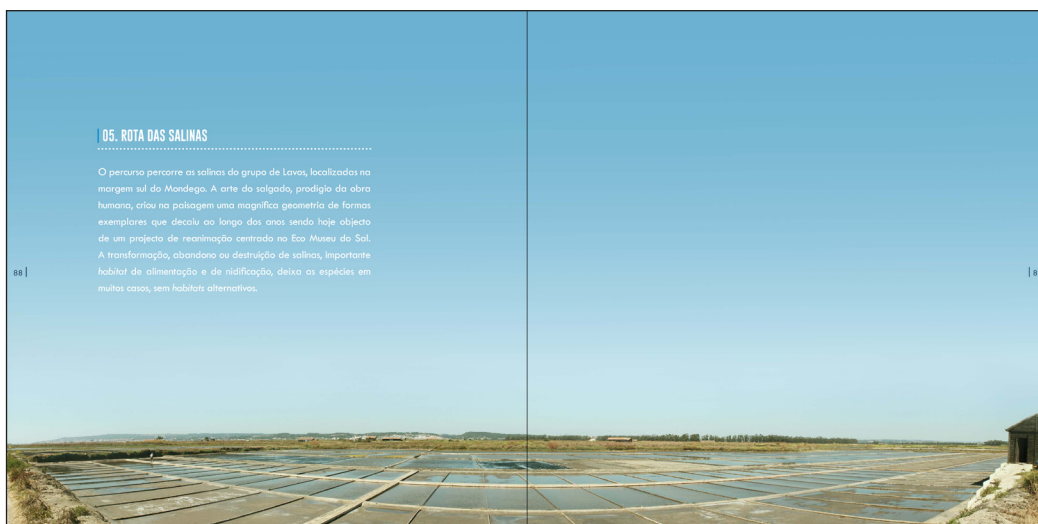 05. ROTA DAS SALINAS
O percurso percorre as salinas do grupo de Lavos, localizadas na
margem sul do Mondego. A arte do salgado, prodígio da obra
humana, criou na paisagem uma magnífica geometria de formas
exemplares que decaiu ao longo dos anos sendo hoje objecto
de um projecto de reanimação centrado no Eco Museu do Sal.
A transformação, abandono ou destruição de salinas, importante
habitat de alimentação e de nidificação, deixa as espécies em
muitos casos, sem habitats alternativos.
88